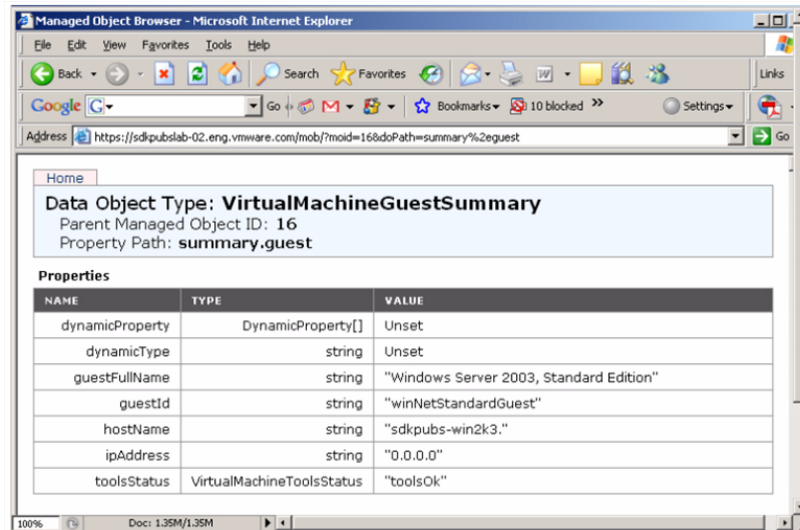 Managed Object Browser - Microsoft Internet Explorer
File Edit View Favorites Tools Help
Back Search Favorites Links
Google G Go Bookmarks 10 blocked » Settings
Address https://sdkpubslab-02.eng.vmware.com/mob/?moid=16&doPath=summary%2eguest Go
Home
Data Object Type: VirtualMachineGuestSummary
Parent Managed Object ID: 16
Property Path: summary.guest
Properties
NAME TYPE VALUE
dynamicProperty DynamicProperty[] Unset
dynamicType string Unset
guestFullName string "Windows Server 2003, Standard Edition"
guestId string "winNetStandardGuest"
hostName string "sdkpubs-win2k3."
ipAddress string "0.0.0.0"
toolsStatus VirtualMachineToolsStatus "toolsOk"
100% Doc: 1.35M/1.35M